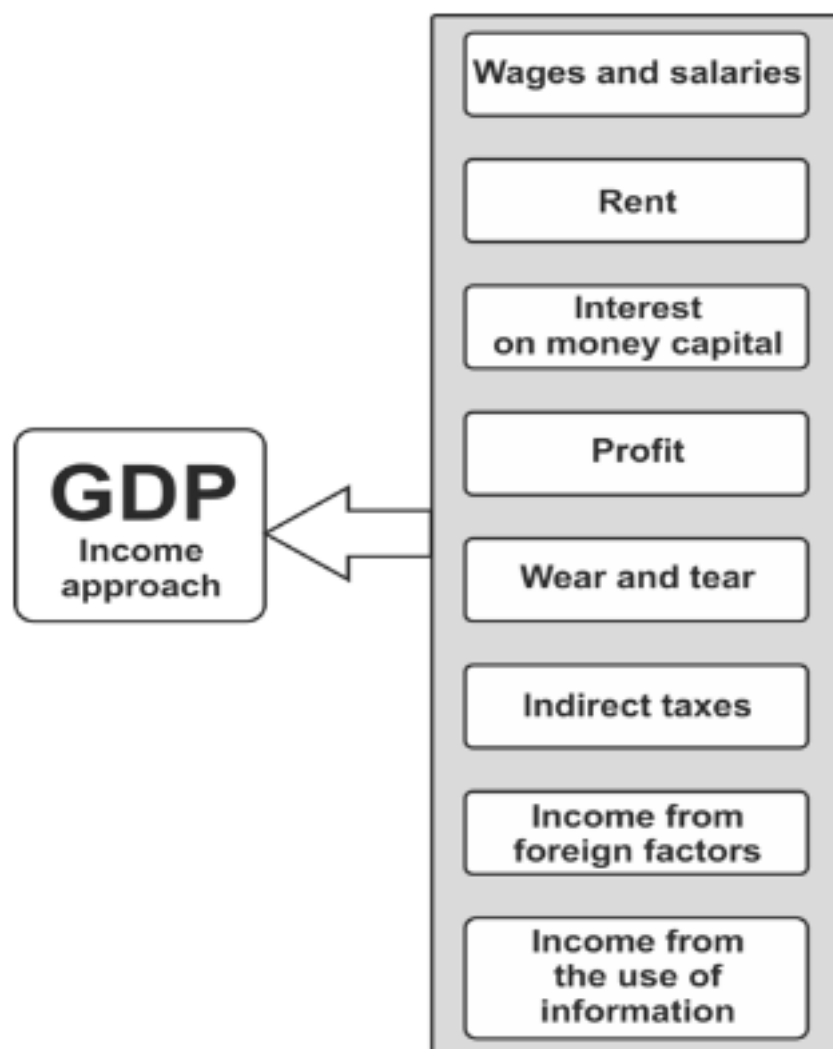 Wages and salaries
Rent
Interest
on money capital
Profit
GDP
Income
approach
Wear and tear
Indirect taxes
Income from
foreign factors
Income from
the use of
information